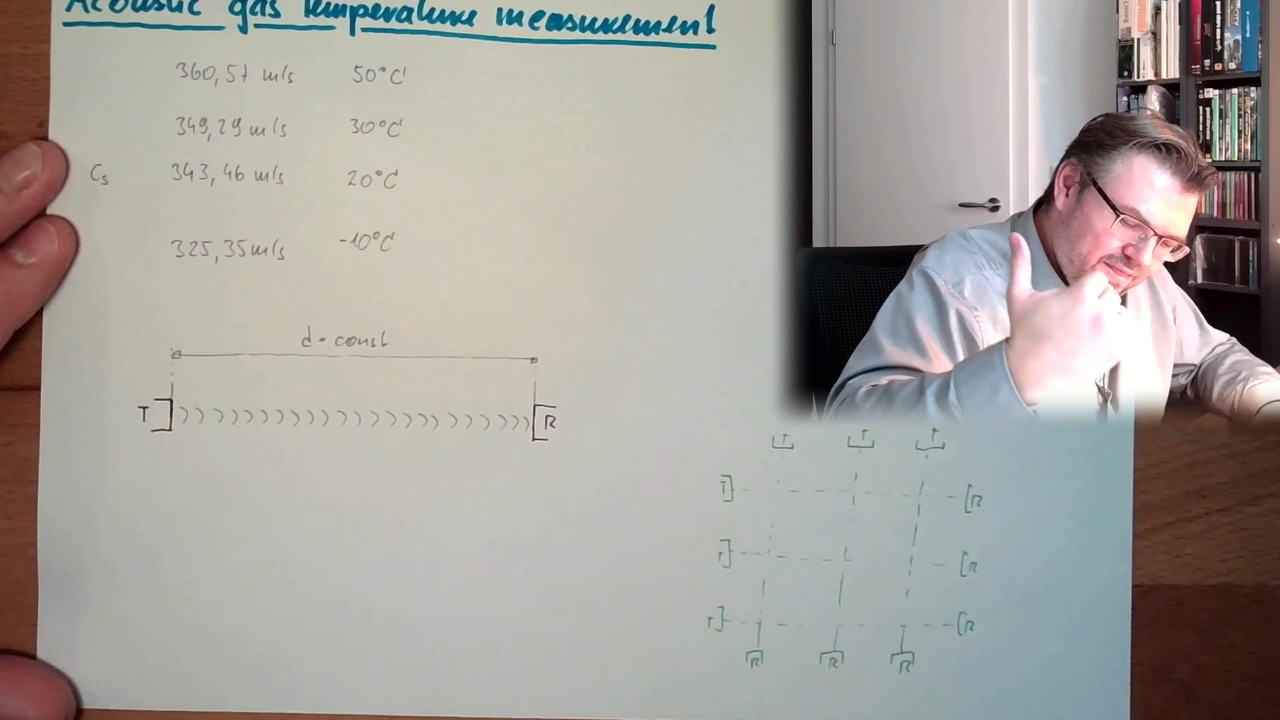 Acoustic gas temperature measurement
360,57 m/s 50°C
349,29 m/s 30°C
Cs 343,46 m/s 20°C
325,35 m/s -10°C
d = const
T R
T T T
T R
T R
T R
R R R